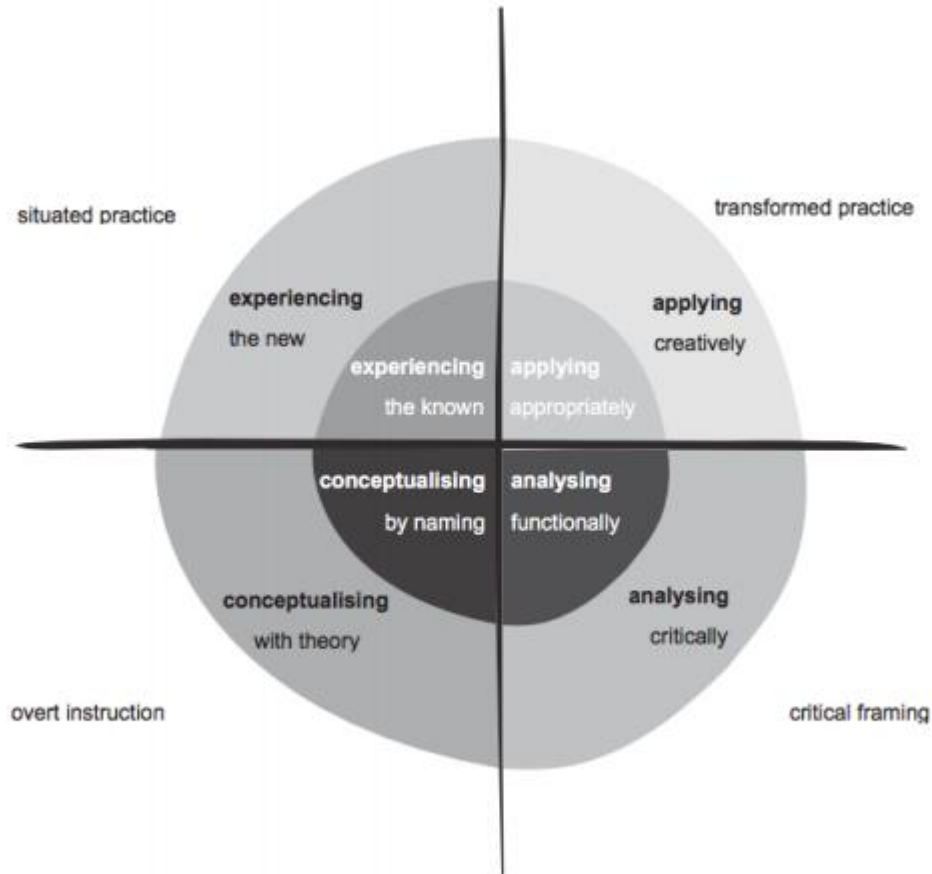 situated practice
transformed practice
experiencing
the new
applying
creatively
experiencing
the known
applying
appropriately
conceptualising
by naming
analysing
functionally
conceptualising
with theory
analysing
critically
overt instruction
critical framing